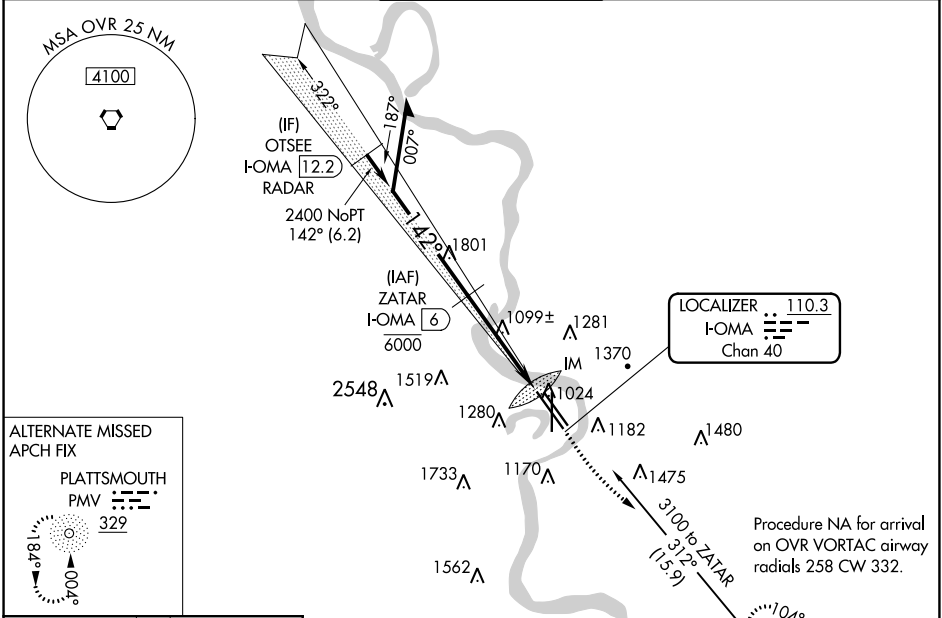 MSA OVR 25 NM
4100
322°
187°
007°
(IF)
OTSEE
I-OMA 12.2
RADAR
2400 NoPT
142° (6.2)
142°
1801
(IAF)
ZATAR
I-OMA 6
6000
1099±
1281
LOCALIZER 110.3
I-OMA
Chan 40
IM
1370
2548
1519
1024
1280
1182
1480
ALTERNATE MISSED
APCH FIX
PLATTSMOUTH
PMV
329
184°
004°
1733
1170
1475
3100 to ZATAR
312°
(15.9)
Procedure NA for arrival
on OVR VORTAC airway
radials 258 CW 332.
1562
104°